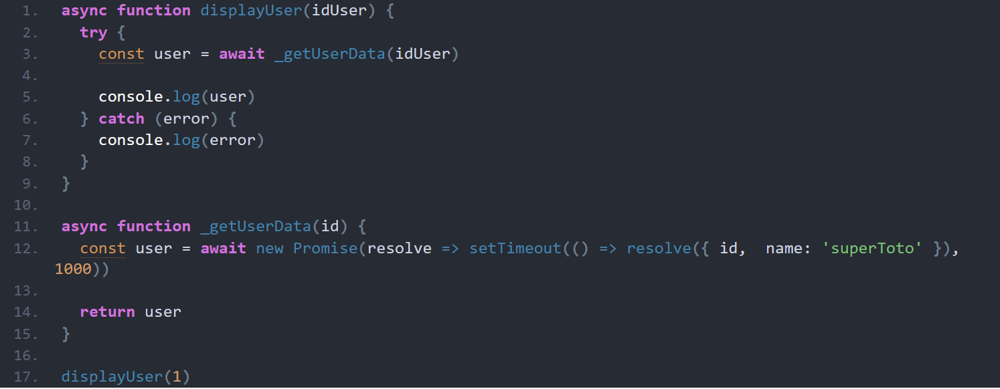 1. async function displayUser(idUser) {
2.   try {
3.     const user = await _getUserData(idUser)
4.
5.     console.log(user)
6.   } catch (error) {
7.     console.log(error)
8.   }
9. }
10.
11. async function _getUserData(id) {
12.   const user = await new Promise(resolve => setTimeout(() => resolve({ id,  name: 'superToto' }),
1000))
13.
14.   return user
15. }
16.
17. displayUser(1)